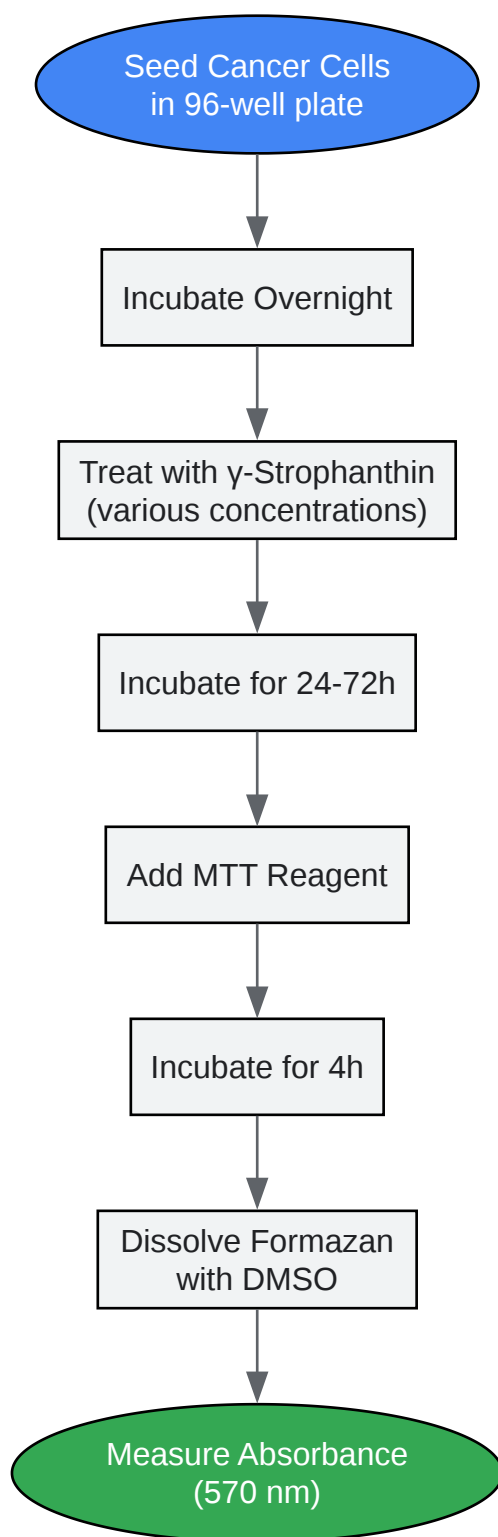 Seed Cancer Cells
in 96-well plate
Incubate Overnight
Treat with γ-Strophanthin
(various concentrations)
Incubate for 24-72h
Add MTT Reagent
Incubate for 4h
Dissolve Formazan
with DMSO
Measure Absorbance
(570 nm)